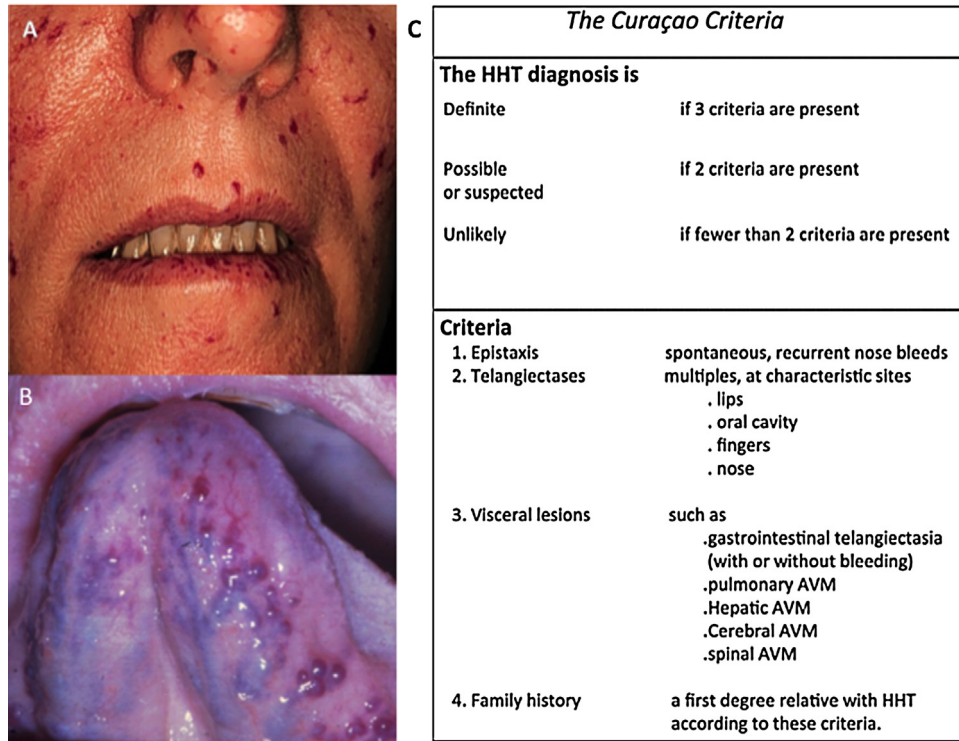 A
B
C
The Curaçao Criteria
The HHT diagnosis is
Definite if 3 criteria are present
Possible if 2 criteria are present
or suspected
Unlikely if fewer than 2 criteria are present
Criteria
1. Epistaxis spontaneous, recurrent nose bleeds
2. Telangiectases multiples, at characteristic sites
. lips
. oral cavity
. fingers
. nose
3. Visceral lesions such as
.gastrointestinal telangiectasia
(with or without bleeding)
.pulmonary AVM
.Hepatic AVM
.Cerebral AVM
.spinal AVM
4. Family history a first degree relative with HHT
according to these criteria.